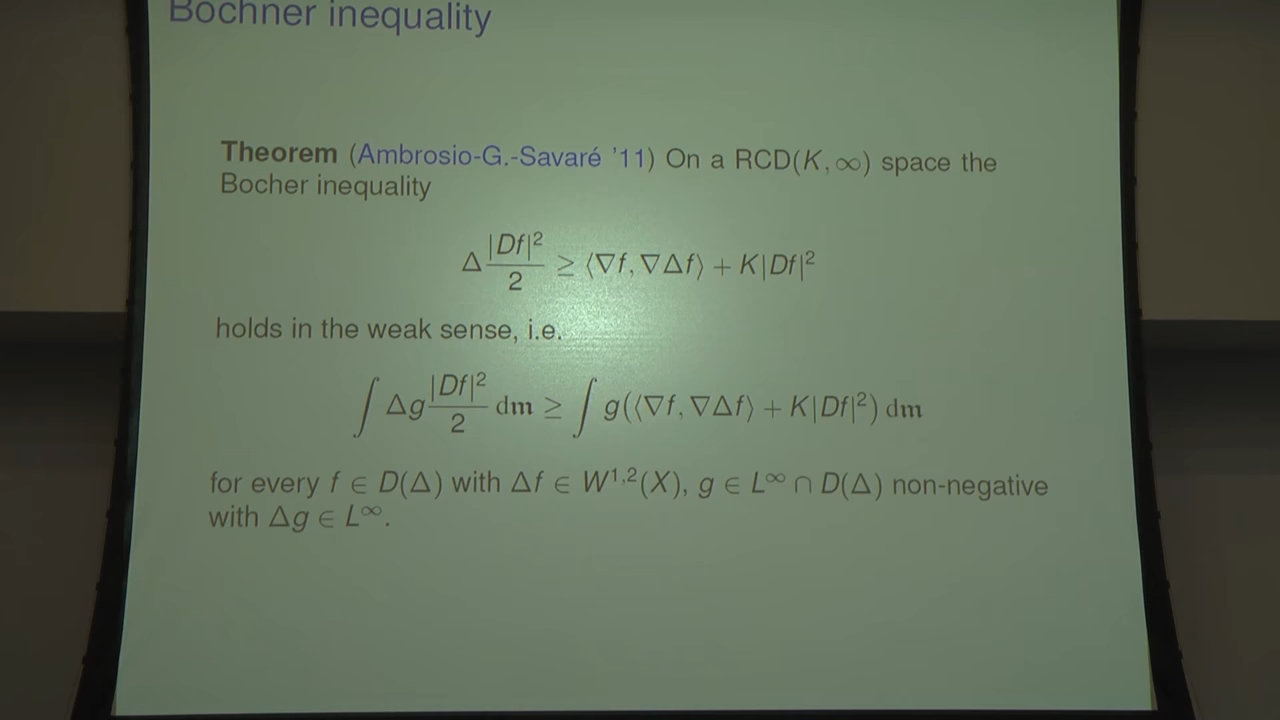 Bochner inequality
Theorem (Ambrosio-G.-Savaré '11) On a RCD(K, ∞) space the
Bocher inequality
Δ |Df|²/2 ≥ ⟨∇f, ∇Δf⟩ + K|Df|²
holds in the weak sense, i.e.
∫ Δg |Df|²/2 dm ≥ ∫ g(⟨∇f, ∇Δf⟩ + K|Df|²) dm
for every f ∈ D(Δ) with Δf ∈ W¹,²(X), g ∈ L∞ ∩ D(Δ) non-negative
with Δg ∈ L∞.